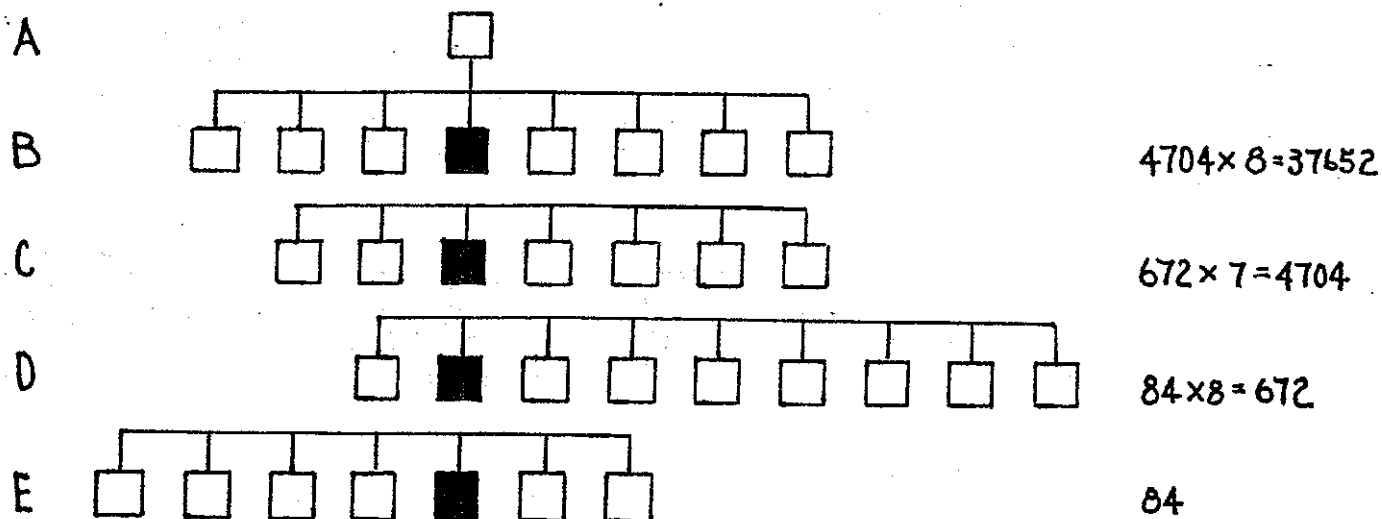 A
B 4704 × 8 = 37652
C 672 × 7 = 4704
D 84 × 8 = 672
E 84